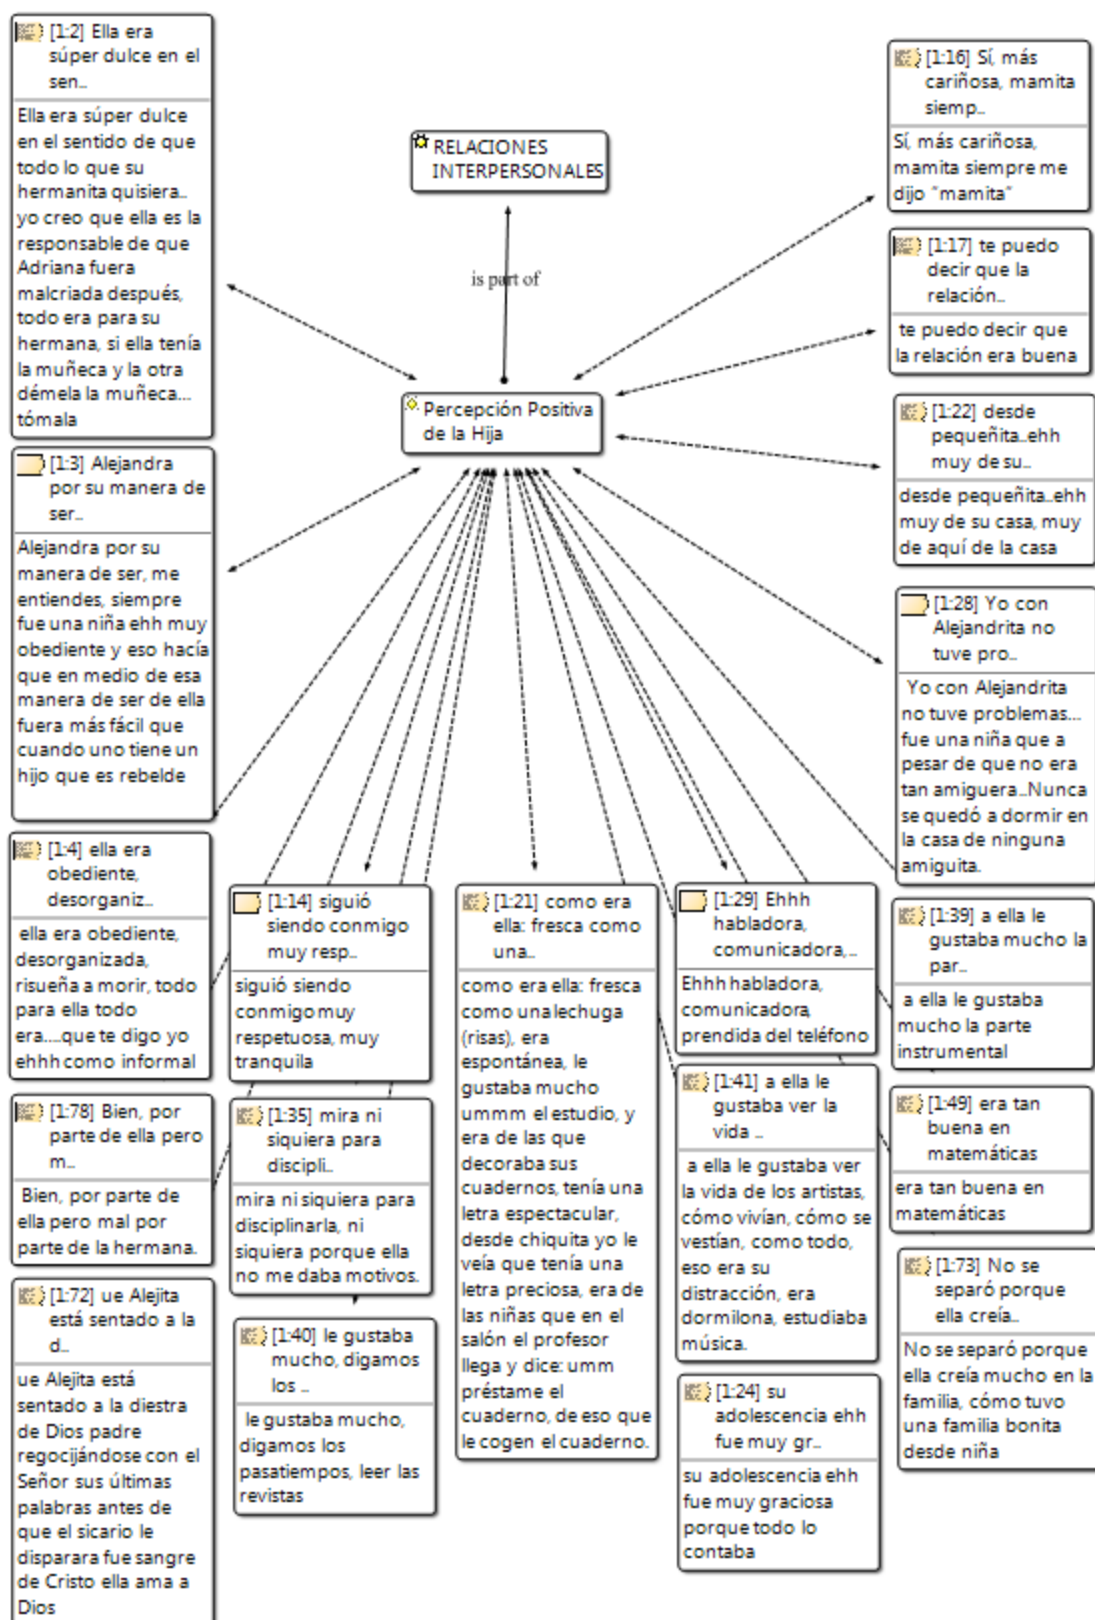 [1:2] Ella era
súper dulce en el
sen..
Ella era súper dulce
en el sentido de que
todo lo que su
hermanita quisiera..
yo creo que ella es la
responsable de que
Adriana fuera
malcriada después,
todo era para su
hermana, si ella tenía
la muñeca y la otra
démela la muñeca...
tómala
[1:3] Alejandra
por su manera de
ser..
Alejandra por su
manera de ser, me
entiendes, siempre
fue una niña ehh muy
obediente y eso hacía
que en medio de esa
manera de ser de ella
fuera más fácil que
cuando uno tiene un
hijo que es rebelde
[1:4] ella era
obediente,
desorganiz..
ella era obediente,
desorganizada,
risueña a morir, todo
para ella todo
era....que te digo yo
ehhh como informal
[1:78] Bien, por
parte de ella pero
m..
Bien, por parte de
ella pero mal por
parte de la hermana.
[1:72] ue Alejita
está sentado a la
d..
ue Alejita está
sentado a la diestra
de Dios padre
regocijándose con el
Señor sus últimas
palabras antes de
que el sicario le
disparara fue sangre
de Cristo ella ama a
Dios
RELACIONES
INTERPERSONALES
is part of
Percepción Positiva
de la Hija
[1:14] siguió
siendo conmigo
muy resp..
siguió siendo
conmigo muy
respetuosa, muy
tranquila
[1:35] mira ni
siquiera para
discipli..
mira ni siquiera para
disciplinarla, ni
siquiera porque ella
no me daba motivos.
[1:40] le gustaba
mucho, digamos
los ..
le gustaba mucho,
digamos los
pasatiempos, leer las
revistas
[1:21] como era
ella: fresca como
una..
como era ella: fresca
como una lechuga
(risas), era
espontánea, le
gustaba mucho
ummm el estudio, y
era de las que
decoraba sus
cuadernos, tenía una
letra espectacular,
desde chiquita yo le
veía que tenía una
letra preciosa, era de
las niñas que en el
salón el profesor
llega y dice: umm
préstame el
cuaderno, de eso que
le cogen el cuaderno.
[1:29] Ehhh
habladora,
comunicadora,..
Ehhh habladora,
comunicadora,
prendida del teléfono
[1:41] a ella le
gustaba ver la
vida ..
a ella le gustaba ver
la vida de los artistas,
cómo vivían, cómo se
vestían, como todo,
eso era su
distracción, era
dormilona, estudiaba
música.
[1:24] su
adolescencia ehh
fue muy gr..
su adolescencia ehh
fue muy graciosa
porque todo lo
contaba
[1:16] Sí, más
cariñosa, mamita
siemp..
Sí, más cariñosa,
mamita siempre me
dijo "mamita"
[1:17] te puedo
decir que la
relación..
te puedo decir que
la relación era buena
[1:22] desde
pequeñita..ehh
muy de su..
desde pequeñita..ehh
muy de su casa, muy
de aquí de la casa
[1:28] Yo con
Alejandrita no
tuve pro..
Yo con Alejandrita
no tuve problemas...
fue una niña que a
pesar de que no era
tan amiguera..Nunca
se quedó a dormir en
la casa de ninguna
amiguita.
[1:39] a ella le
gustaba mucho la
par..
a ella le gustaba
mucho la parte
instrumental
[1:49] era tan
buena en
matemáticas
era tan buena en
matemáticas
[1:73] No se
separó porque
ella creía..
No se separó porque
ella creía mucho en la
familia, cómo tuvo
una familia bonita
desde niña